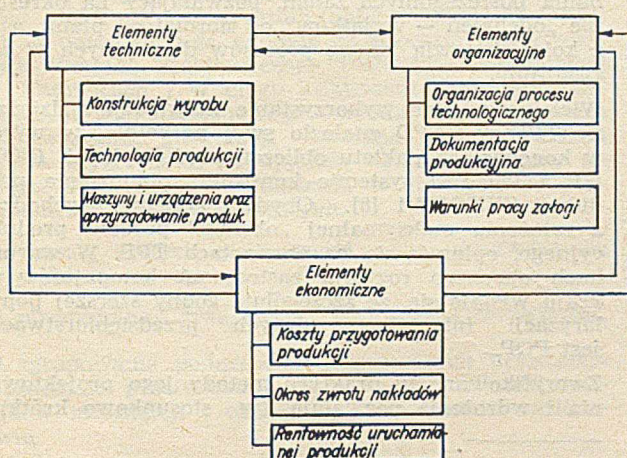 Elementy
techniczne
Konstrukcja wyrobu
Technologia produkcji
Maszyny i urządzenia oraz
oprzyrządowanie produk.
Elementy
organizacyjne
Organizacja procesu
technologicznego
Dokumentacja
produkcyjna
Warunki pracy załogi
Elementy
ekonomiczne
Koszty przygotowania
produkcji
Okres zwrotu nakładów
Rentowność uruchamia-
nej produkcji